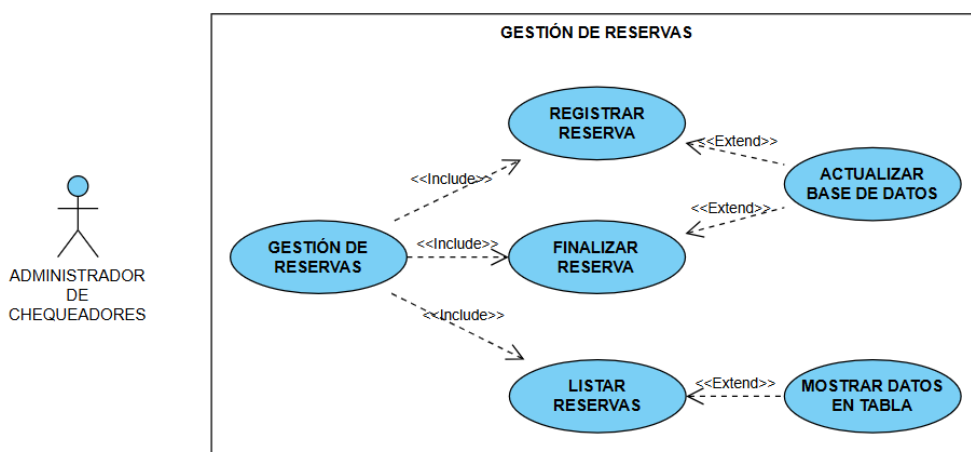 GESTIÓN DE RESERVAS
REGISTRAR
RESERVA
<<Extend>>
ACTUALIZAR
BASE DE DATOS
<<Include>>
<<Extend>>
ADMINISTRADOR
DE
CHEQUEADORES
GESTIÓN DE
RESERVAS
<<Include>>
FINALIZAR
RESERVA
<<Include>>
LISTAR
RESERVAS
<<Extend>>
MOSTRAR DATOS
EN TABLA